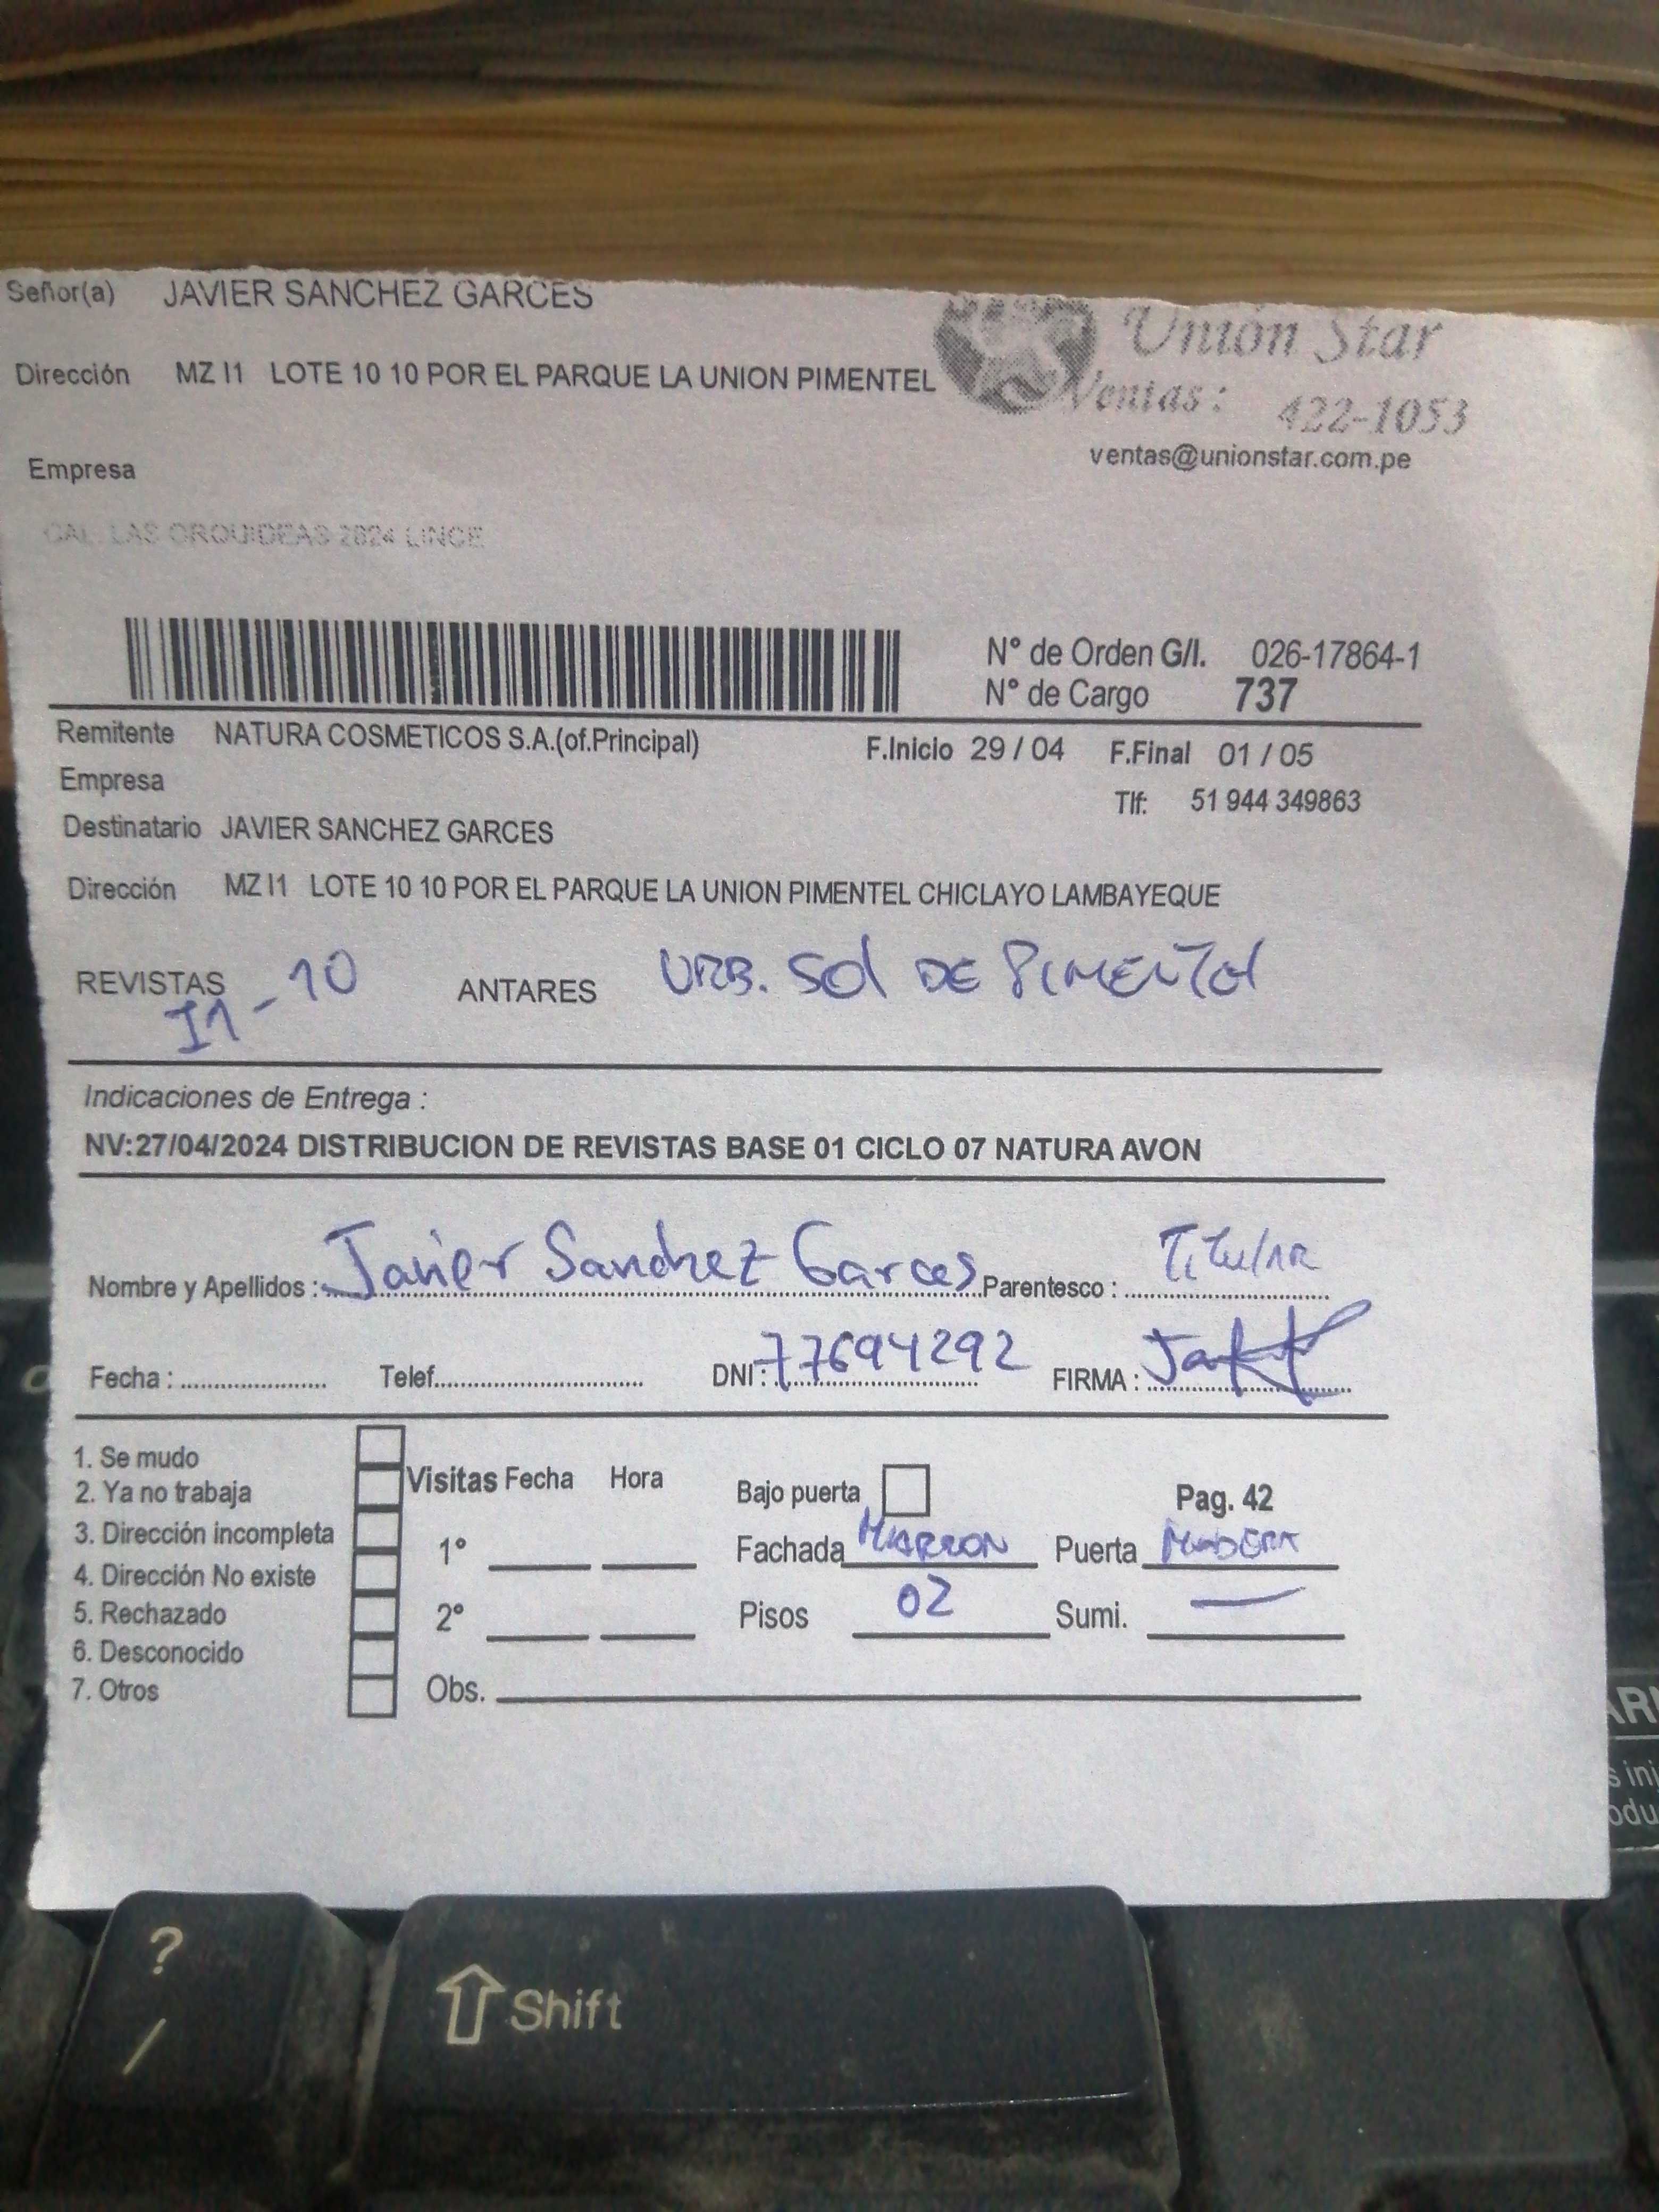 Señor(a) JAVIER SANCHEZ GARCES
Unión Star
Dirección MZ I1 LOTE 10 10 POR EL PARQUE LA UNION PIMENTEL
Ventas: 422-1053
ventas@unionstar.com.pe
Empresa
CAL. LAS ORQUIDEAS 2624 LINCE
N° de Orden G/I. 026-17864-1
N° de Cargo 737
Remitente NATURA COSMETICOS S.A.(of.Principal) F.Inicio 29 / 04 F.Final 01 / 05
Empresa
Tlf: 51 944 349863
Destinatario JAVIER SANCHEZ GARCES
Dirección MZ I1 LOTE 10 10 POR EL PARQUE LA UNION PIMENTEL CHICLAYO LAMBAYEQUE
REVISTAS ANTARES URB. Sol DE PIMENTel
I1-10
Indicaciones de Entrega :
NV:27/04/2024 DISTRIBUCION DE REVISTAS BASE 01 CICLO 07 NATURA AVON
Nombre y Apellidos : Javier Sanchez Garces Parentesco : TitulAR
Fecha : Telef. DNI : 77694292 FIRMA :
1. Se mudo
2. Ya no trabaja
3. Dirección incompleta
4. Dirección No existe
5. Rechazado
6. Desconocido
7. Otros
Visitas Fecha Hora
1°
2°
Obs.
Bajo puerta Pag. 42
Fachada MARRON Puerta MADERA
Pisos 02 Sumi. —
?
/
Shift